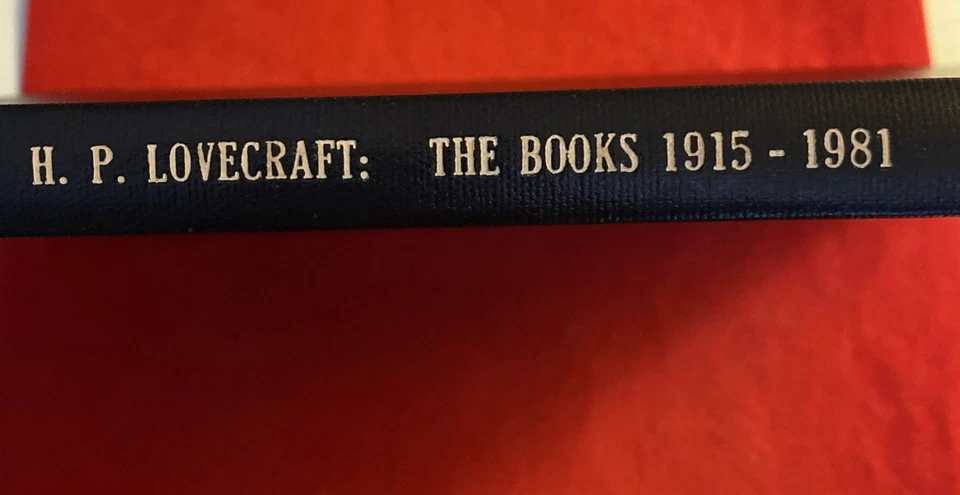 H. P. LOVECRAFT: THE BOOKS 1915 - 1981